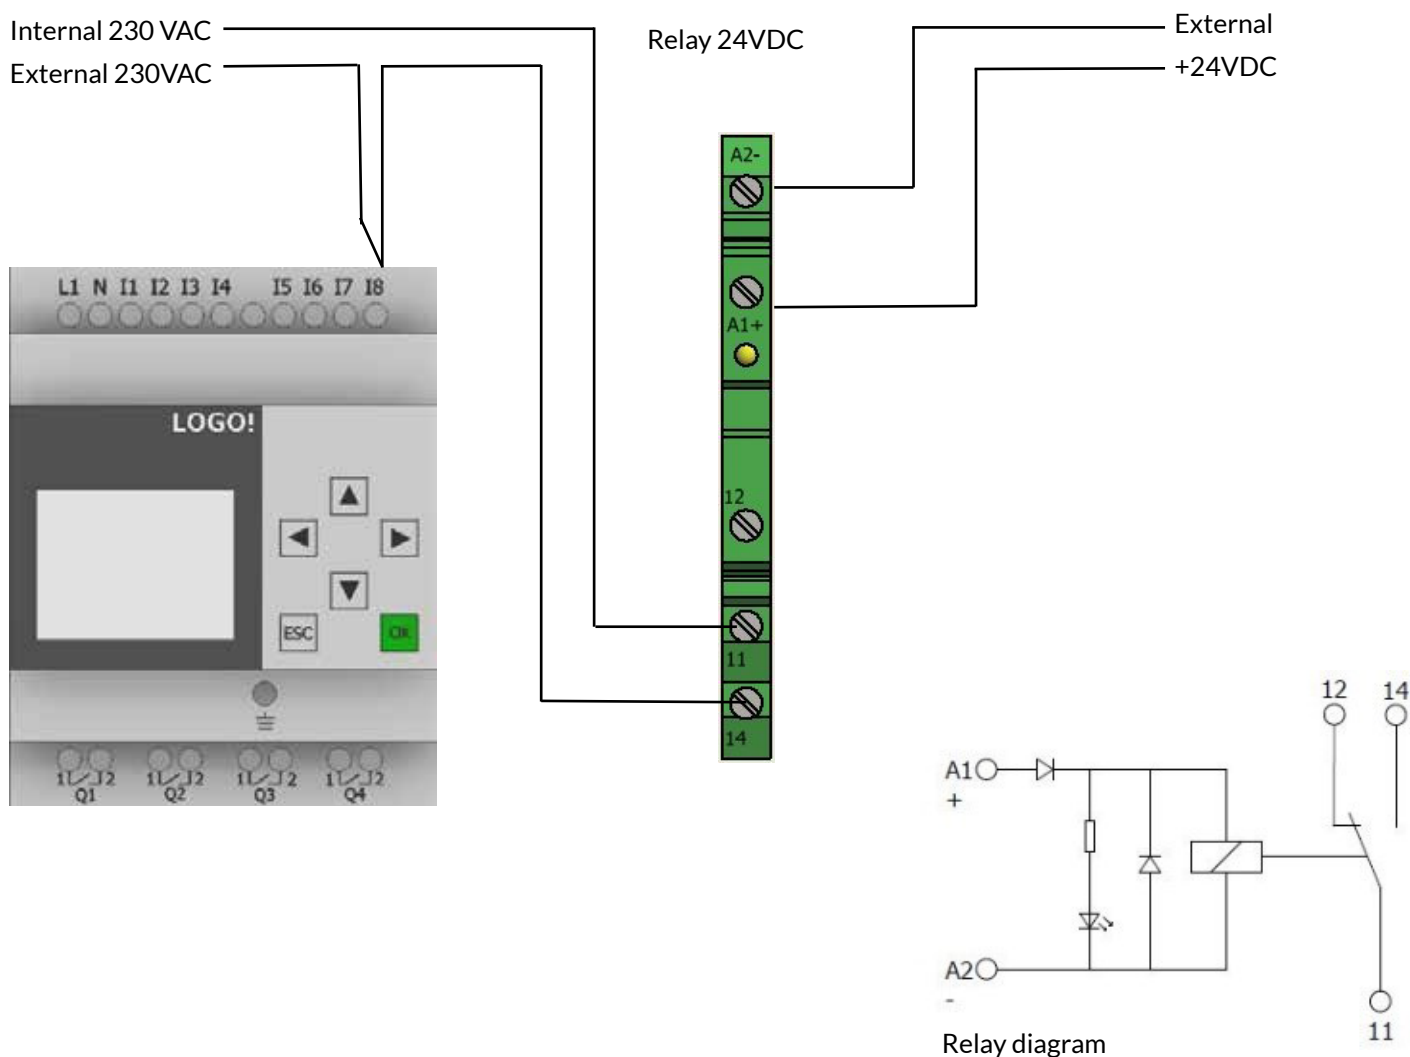 Internal 230 VAC
External 230VAC
Relay 24VDC
External
+24VDC
A2-
A1+
12
11
14
L1 N I1 I2 I3 I4 I5 I6 I7 I8
LOGO!
ESC
OK
1 2 1 2 1 2 1 2
Q1 Q2 Q3 Q4
12 14
A1
+
A2
-
11
Relay diagram